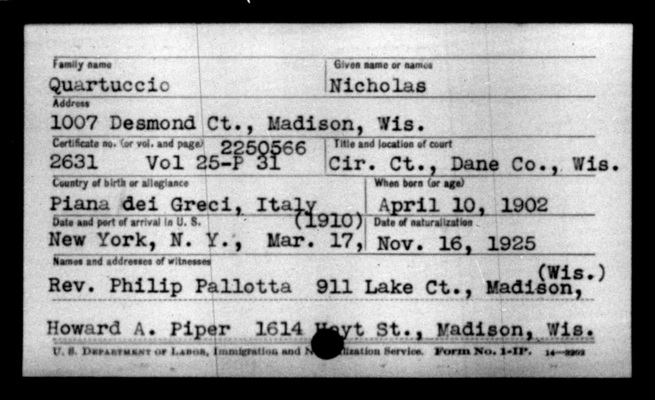 Family name Given name or names
Quartuccio Nicholas
Address
1007 Desmond Ct., Madison, Wis.
Certificate no. (or vol. and page) 2250566 Title and location of court
2631 Vol 25-P 31 Cir. Ct., Dane Co., Wis.
Country of birth or allegiance When born (or age)
Piana dei Greci, Italy April 10, 1902
Date and port of arrival in U. S. (1910) Date of naturalization
New York, N. Y., Mar. 17, Nov. 16, 1925
Names and addresses of witnesses
(Wis.)
Rev. Philip Pallotta 911 Lake Ct., Madison,
Howard A. Piper 1614 Hoyt St., Madison, Wis.
U. S. Department of Labor, Immigration and Naturalization Service. Form No. 1-IP.